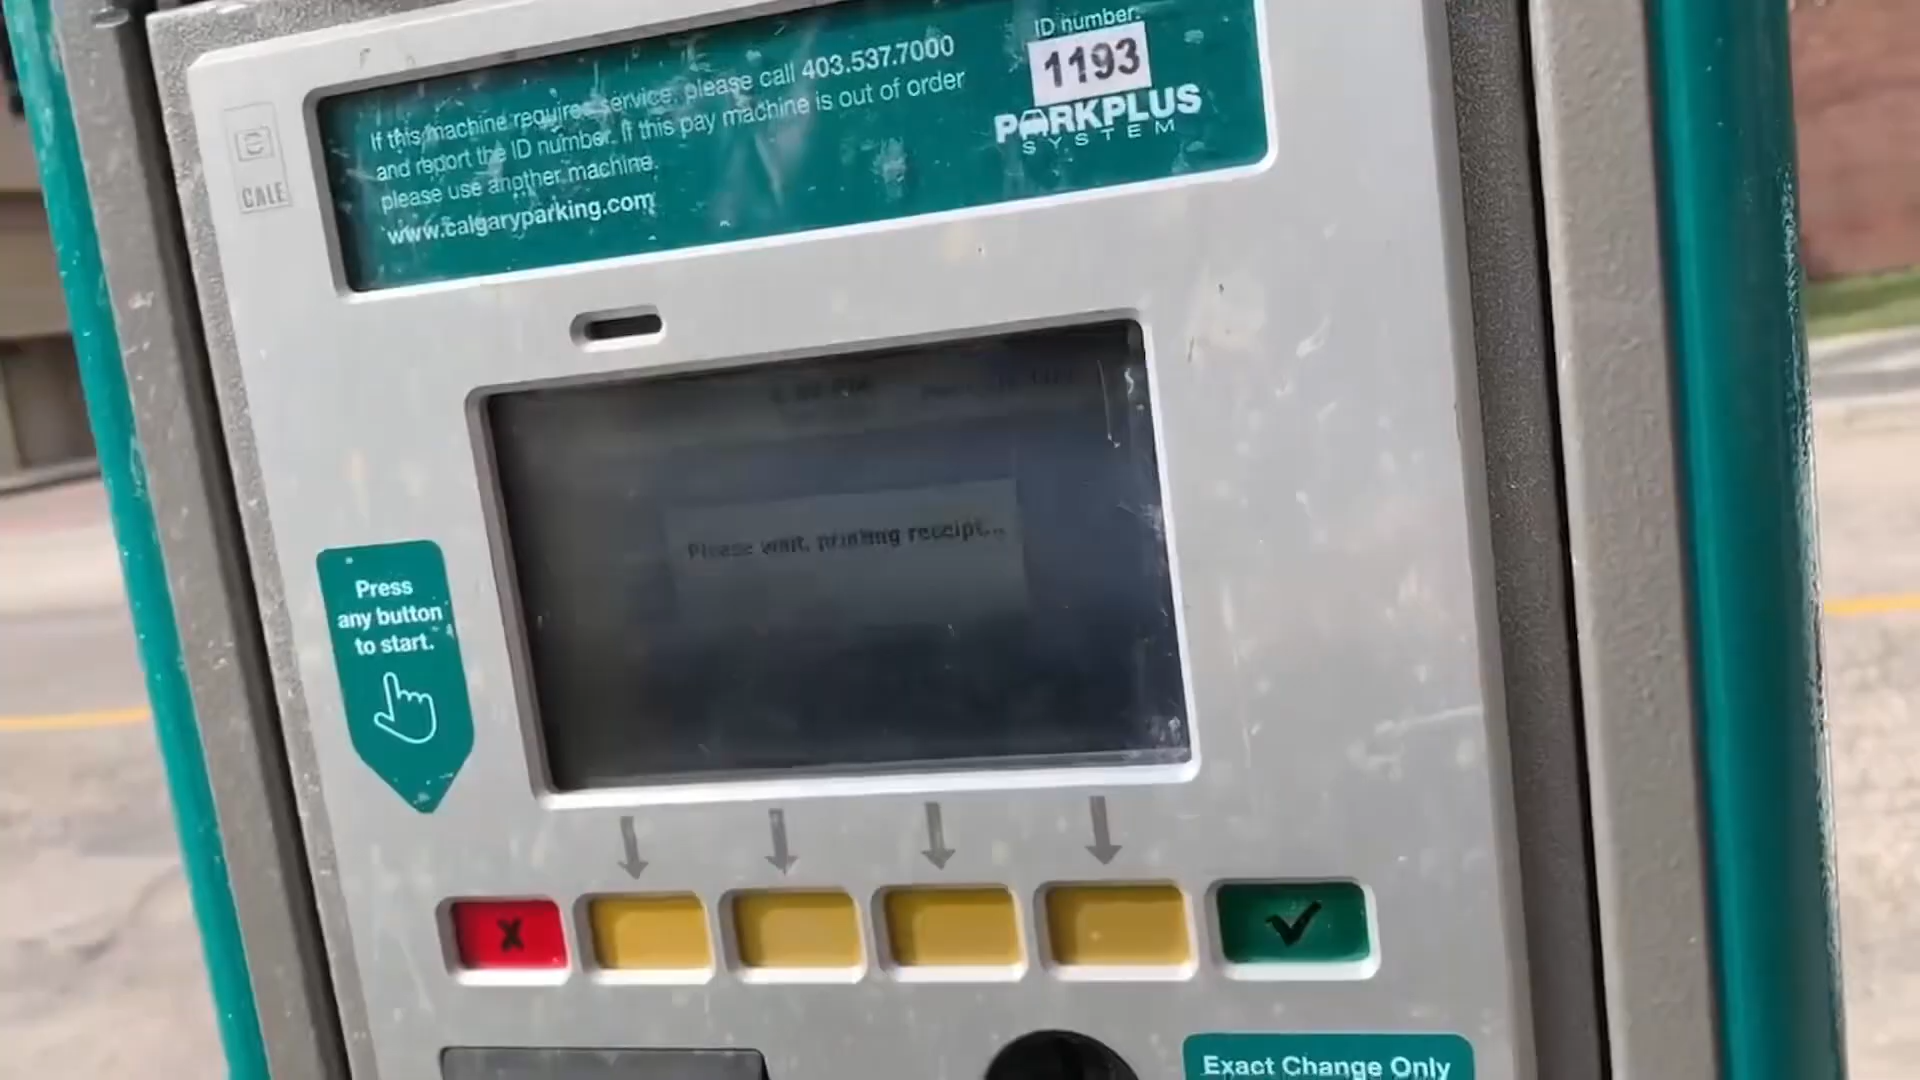 If this machine requires service, please call 403.537.7000
and report the ID number. If this pay machine is out of order
please use another machine.
www.calgaryparking.com
ID number:
1193
PARKPLUS
SYSTEM
CALE
Please wait, printing receipt...
Press
any button
to start.
X
Exact Change Only